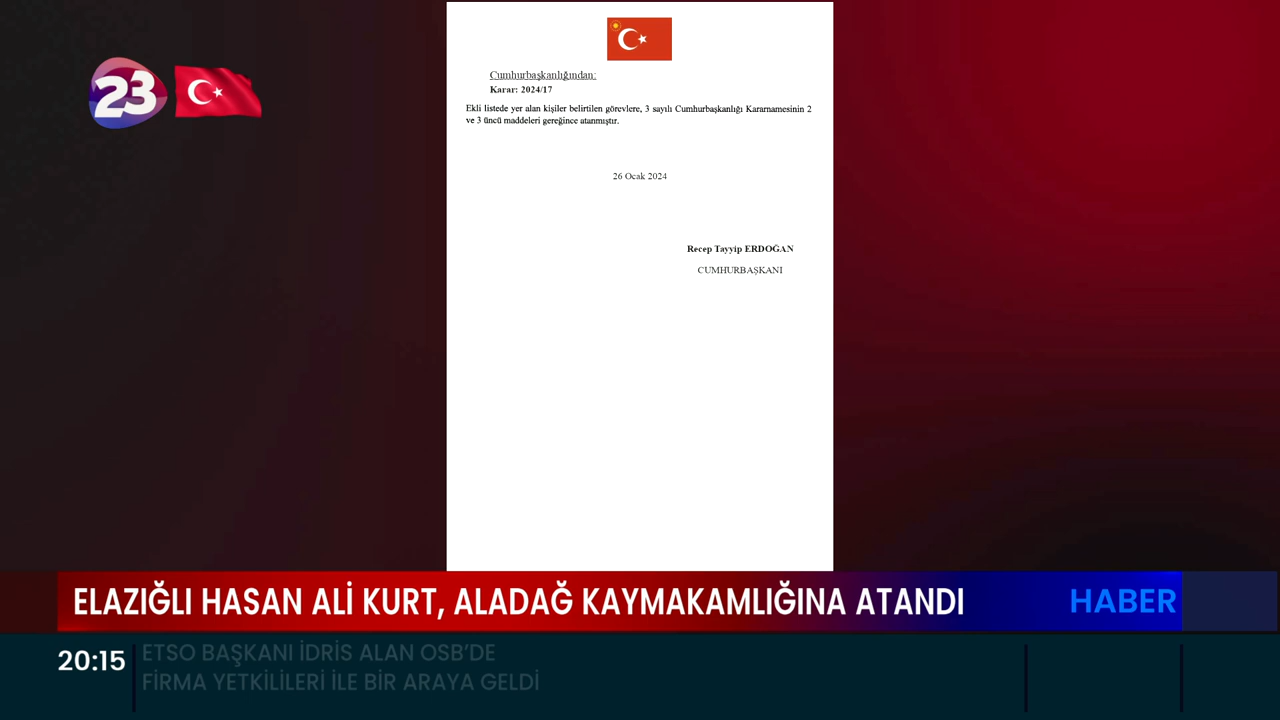 23
Cumhurbaşkanlığından:
Karar: 2024/17
Ekli listede yer alan kişiler belirtilen görevlere, 3 sayılı Cumhurbaşkanlığı Kararnamesinin 2
ve 3 üncü maddeleri gereğince atanmıştır.
26 Ocak 2024
Recep Tayyip ERDOĞAN
CUMHURBAŞKANI
ELAZIĞLI HASAN ALİ KURT, ALADAĞ KAYMAKAMLIĞINA ATANDI
HABER
20:15
ETSO BAŞKANI İDRİS ALAN OSB’DE
FİRMA YETKİLİLERİ İLE BİR ARAYA GELDİ